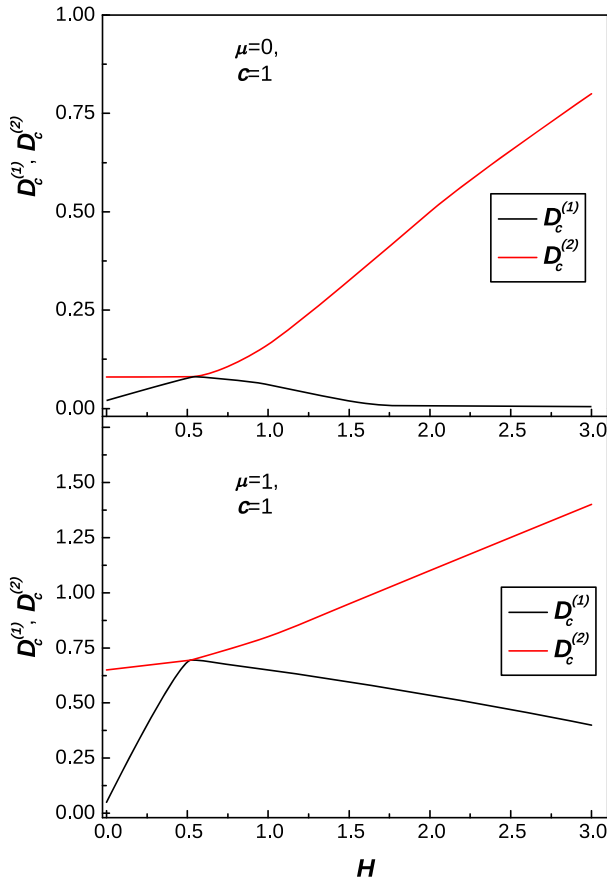 1.00
0.75
0.50
0.25
0.00
D_c^(1), D_c^(2)
μ=0,
c=1
D_c^(1)
D_c^(2)
0.5 1.0 1.5 2.0 2.5 3.0
1.50
1.25
1.00
0.75
0.50
0.25
0.00
D_c^(1), D_c^(2)
μ=1,
c=1
D_c^(1)
D_c^(2)
0.0 0.5 1.0 1.5 2.0 2.5 3.0
H